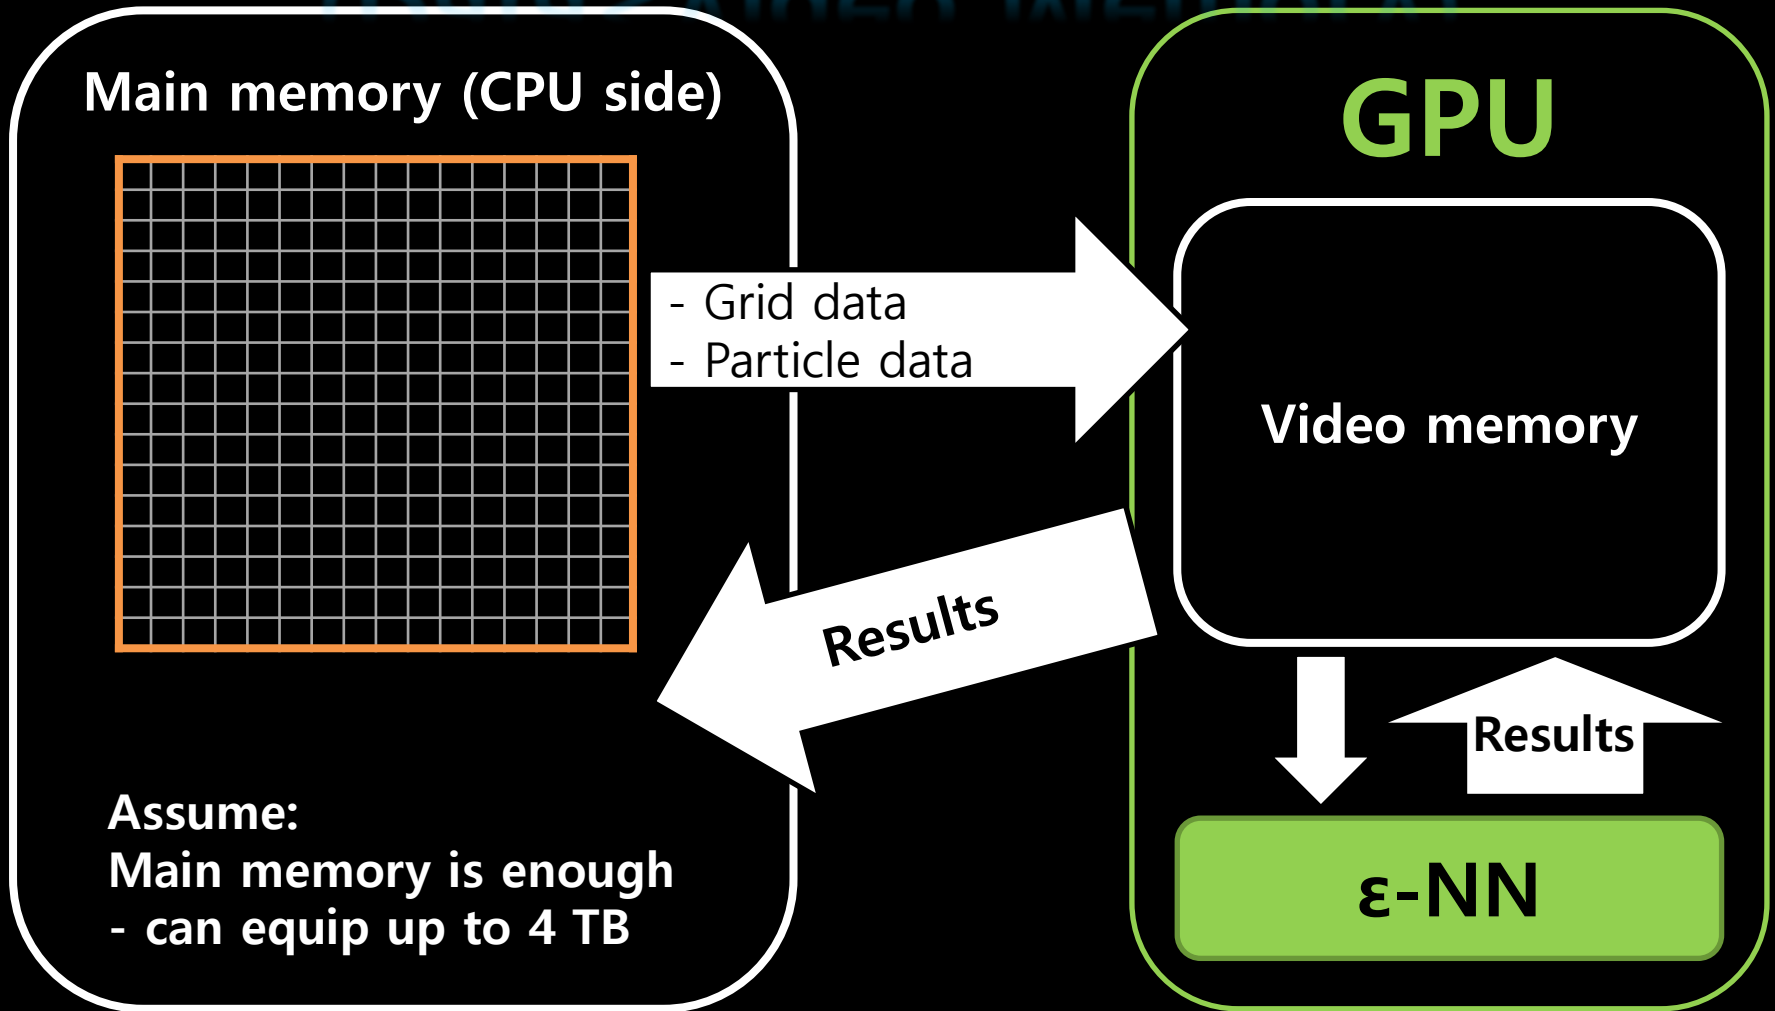 Main memory (CPU side)
GPU
- Grid data
- Particle data
Video memory
Results
Results
Assume:
Main memory is enough
- can equip up to 4 TB
ε-NN